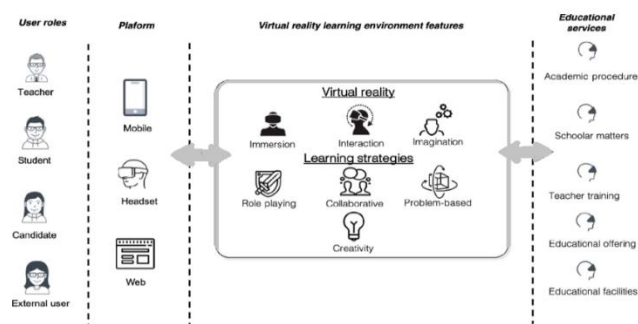 User roles
Plaform
Virtual reality learning environment features
Educational
services
Teacher
Student
Candidate
External user
Mobile
Headset
Web
Virtual reality
Immersion
Interaction
Imagination
Learning strategies
Role playing
Collaborative
Problem-based
Creativity
Academic procedure
Schoolar matters
Teacher training
Educational offering
Educational facilities